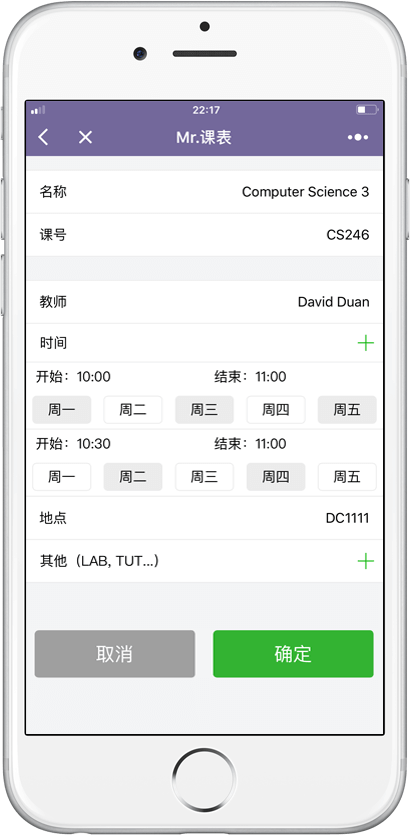 22:17
Mr.课表
名称 Computer Science 3
课号 CS246
教师 David Duan
时间
开始：10:00 结束：11:00
周一 周二 周三 周四 周五
开始：10:30 结束：11:00
周一 周二 周三 周四 周五
地点 DC1111
其他（LAB, TUT...）
取消 确定